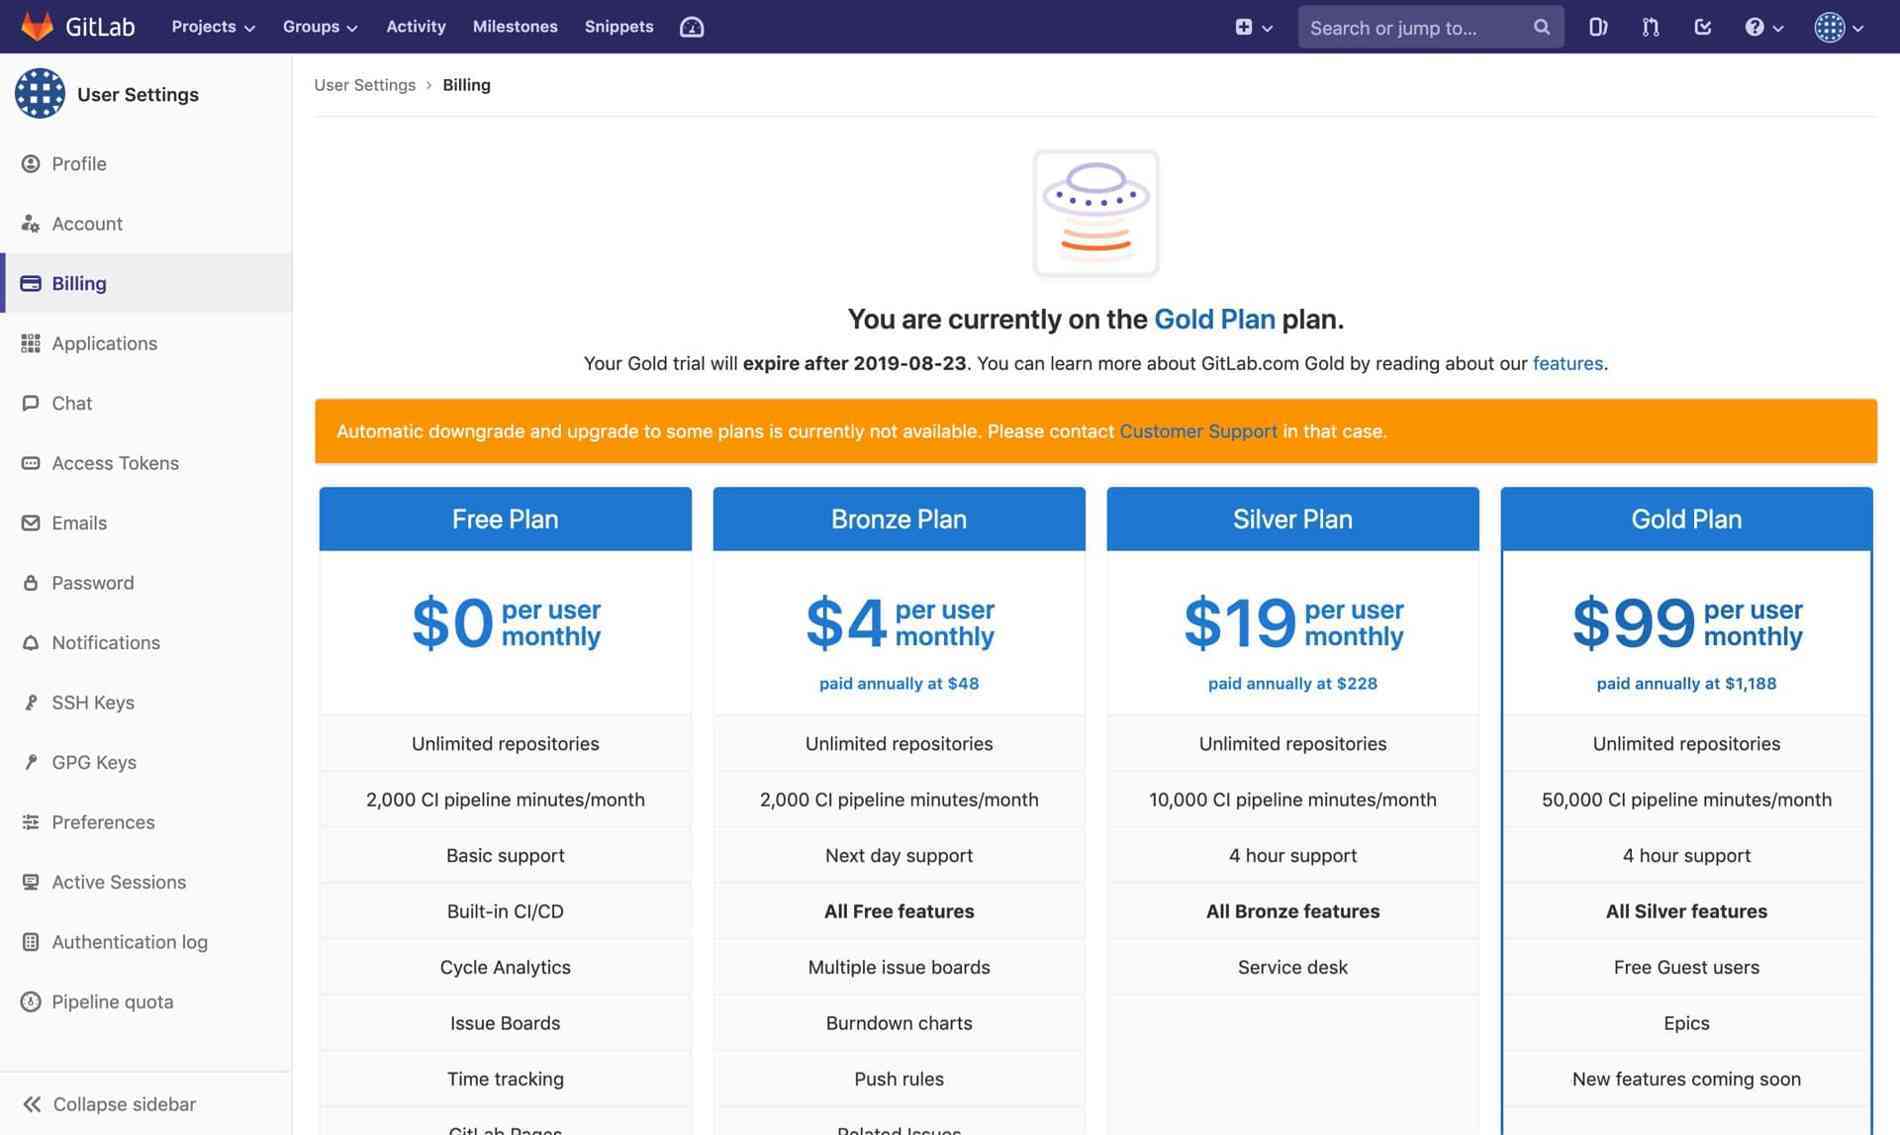 GitLab Projects Groups Activity Milestones Snippets Search or jump to...
User Settings
Profile
Account
Billing
Applications
Chat
Access Tokens
Emails
Password
Notifications
SSH Keys
GPG Keys
Preferences
Active Sessions
Authentication log
Pipeline quota
Collapse sidebar
User Settings › Billing
You are currently on the Gold Plan plan.
Your Gold trial will expire after 2019-08-23. You can learn more about GitLab.com Gold by reading about our features.
Automatic downgrade and upgrade to some plans is currently not available. Please contact Customer Support in that case.
Free Plan
$0 per user
monthly
Unlimited repositories
2,000 CI pipeline minutes/month
Basic support
Built-in CI/CD
Cycle Analytics
Issue Boards
Time tracking
GitLab Pages
Bronze Plan
$4 per user
monthly
paid annually at $48
Unlimited repositories
2,000 CI pipeline minutes/month
Next day support
All Free features
Multiple issue boards
Burndown charts
Push rules
Related Issues
Silver Plan
$19 per user
monthly
paid annually at $228
Unlimited repositories
10,000 CI pipeline minutes/month
4 hour support
All Bronze features
Service desk
Gold Plan
$99 per user
monthly
paid annually at $1,188
Unlimited repositories
50,000 CI pipeline minutes/month
4 hour support
All Silver features
Free Guest users
Epics
New features coming soon